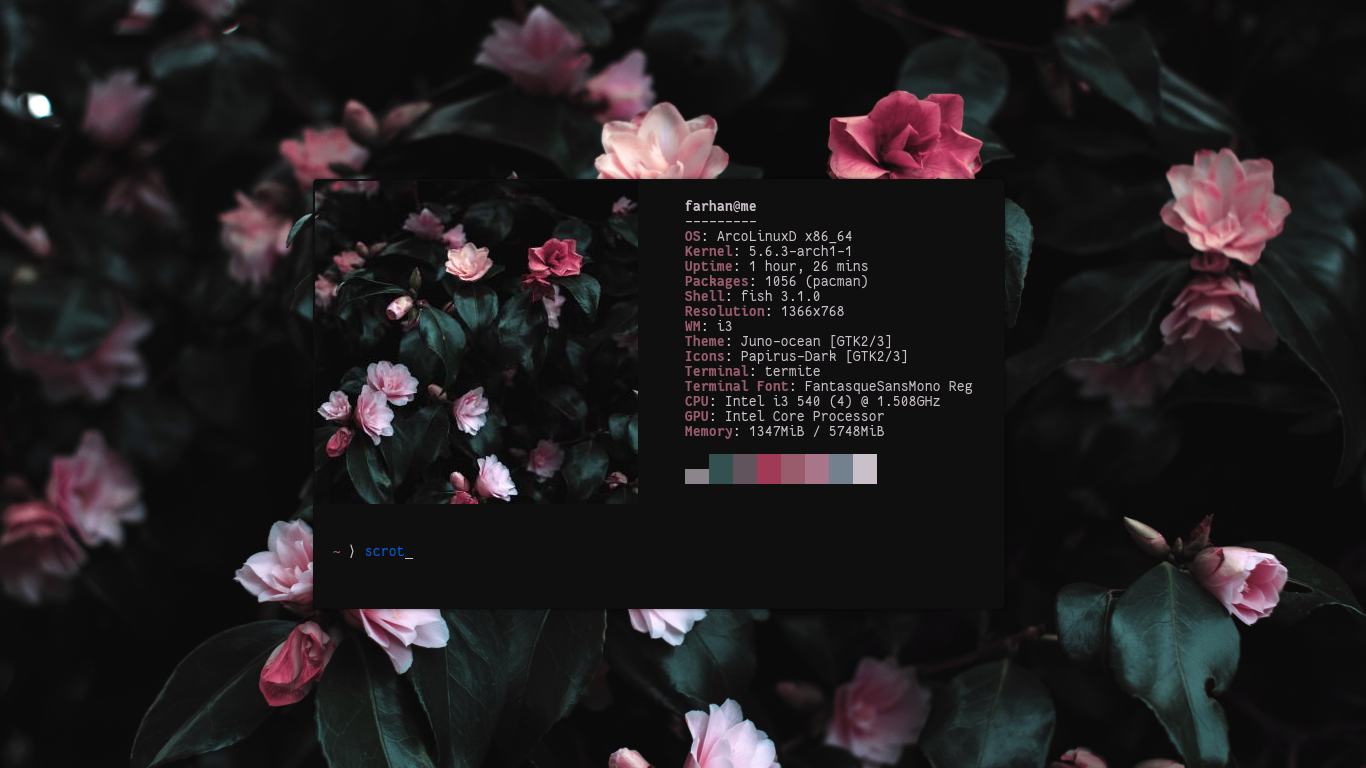 farhan@me
---------
OS: ArcoLinuxD x86_64
Kernel: 5.6.3-arch1-1
Uptime: 1 hour, 26 mins
Packages: 1056 (pacman)
Shell: fish 3.1.0
Resolution: 1366x768
WM: i3
Theme: Juno-ocean [GTK2/3]
Icons: Papirus-Dark [GTK2/3]
Terminal: termite
Terminal Font: FantasqueSansMono Reg
CPU: Intel i3 540 (4) @ 1.508GHz
GPU: Intel Core Processor
Memory: 1347MiB / 5748MiB
~ ⟩ scrot_